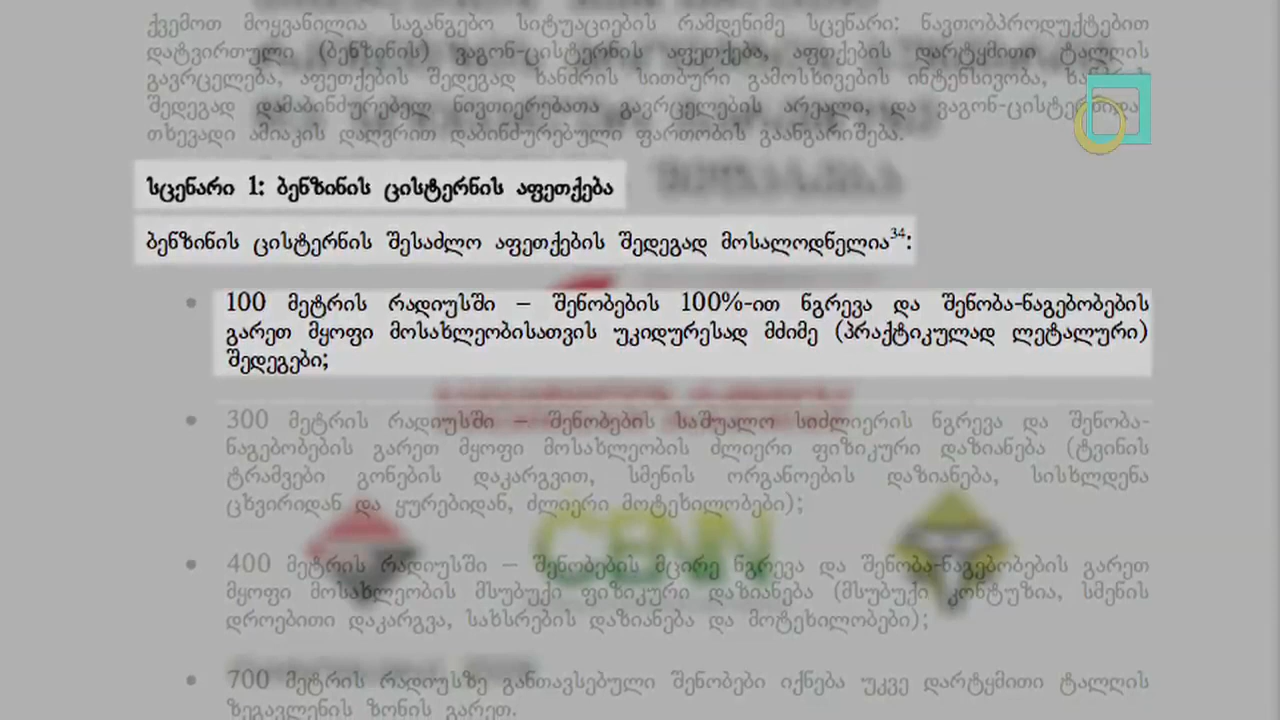 ქვემოთ მოყვანილია საგანგებო სიტუაციების რამდენიმე სცენარი: ნავთობპროდუქტებით
დატვირთული (ბენზინის) ვაგონ-ცისტერნის აფეთქება, აფთქების დარტყმითი ტალღის
გავრცელება, აფეთქების შედეგად ხანძრის სითბური გამოსხივების ინტენსივობა, ხანძრის
შედეგად დამაბინძურებელ ნივთიერებათა გავრცელების არეალი და ვაგონ-ცისტერნიდან
თხევადი ამიაკის დაღვრით დაბინძურებული ფართობის გაანგარიშება.
სცენარი 1: ბენზინის ცისტერნის აფეთქება
ბენზინის ცისტერნის შესაძლო აფეთქების შედეგად მოსალოდნელია34:
• 100 მეტრის რადიუსში – შენობების 100%-ით ნგრევა და შენობა-ნაგებობების
გარეთ მყოფი მოსახლეობისათვის უკიდურესად მძიმე (პრაქტიკულად ლეტალური)
შედეგები;
• 300 მეტრის რადიუსში – შენობების საშუალო სიძლიერის ნგრევა და შენობა-
ნაგებობების გარეთ მყოფი მოსახლეობის ძლიერი ფიზიკური დაზიანება (ტვინის
ტრამვები გონების დაკარგვით, სმენის ორგანოების დაზიანება, სისხლდენა
ცხვირიდან და ყურებიდან, ძლიერი მოტეხილობები);
• 400 მეტრის რადიუსში – შენობების მცირე ნგრევა და შენობა-ნაგებობების გარეთ
მყოფი მოსახლეობის მსუბუქი ფიზიკური დაზიანება (მსუბუქი კონტუზია, სმენის
დროებითი დაკარგვა, სახსრების დაზიანება და მოტეხილობები);
• 700 მეტრის რადიუსზე განთავსებული შენობები იქნება უკვე დარტყმითი ტალღის
ზეგავლენის ზონის გარეთ.
CENN